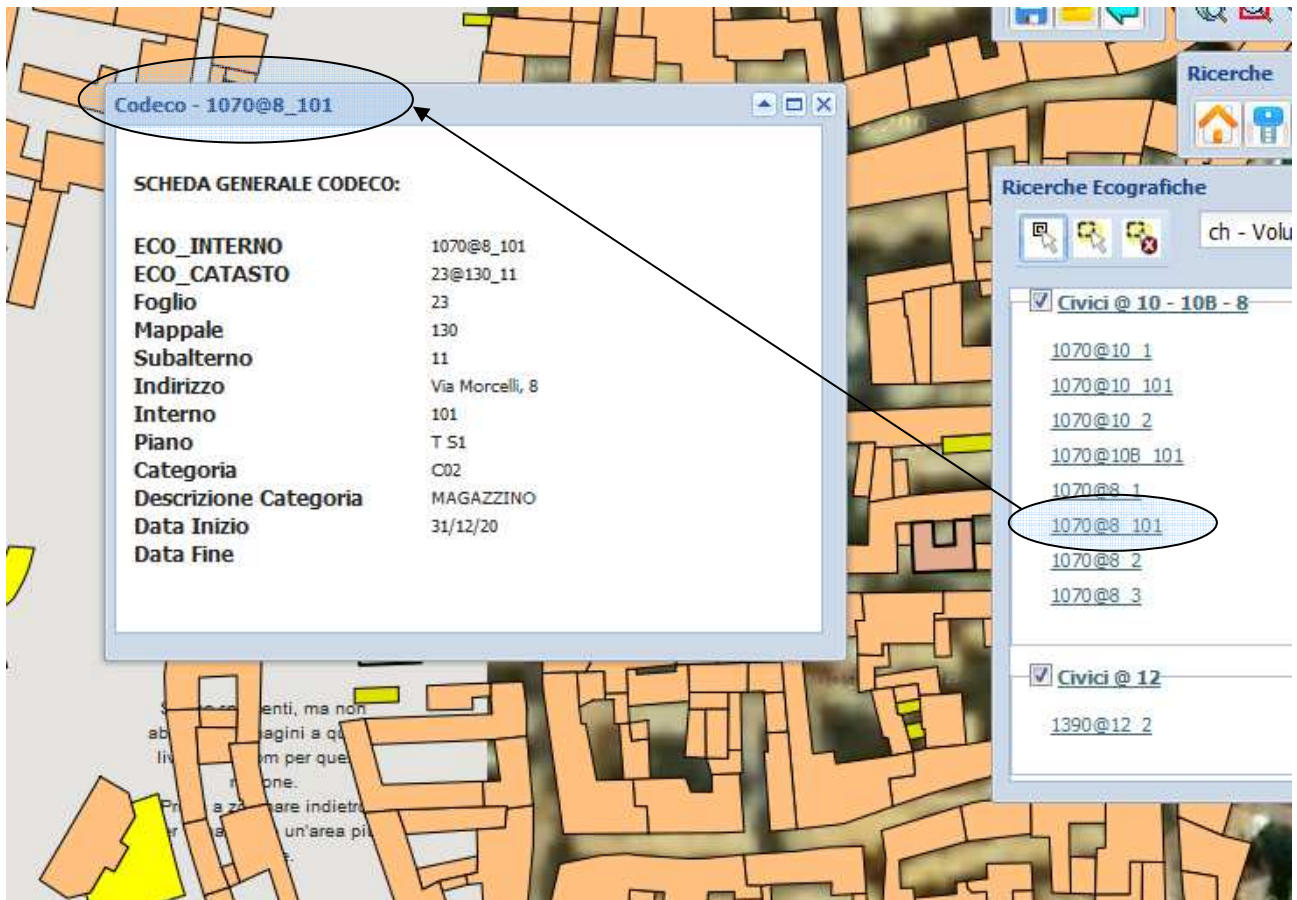 Codeco - 1070@8_101
SCHEDA GENERALE CODECO:
ECO_INTERNO 1070@8_101
ECO_CATASTO 23@130_11
Foglio 23
Mappale 130
Subalterno 11
Indirizzo Via Morcelli, 8
Interno 101
Piano T S1
Categoria C02
Descrizione Categoria MAGAZZINO
Data Inizio 31/12/20
Data Fine
Ricerche
Ricerche Ecografiche
ch - Volu
Civici @ 10 - 10B - 8
1070@10_1
1070@10_101
1070@10_2
1070@10B_101
1070@8_1
1070@8_101
1070@8_2
1070@8_3
Civici @ 12
1390@12_2
enti, ma non
agini a qu
om per que
one.
are indietro
un'area pi